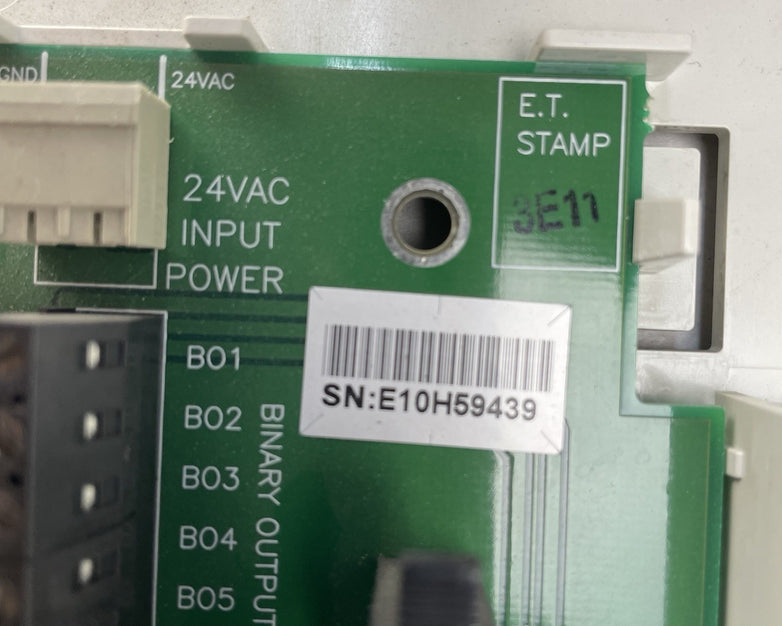 GND
24VAC
E.T.
STAMP
3E11
24VAC
INPUT
POWER
SN:E10H59439
BO1
BO2
BO3
BO4
BO5
BINARY OUTPUT